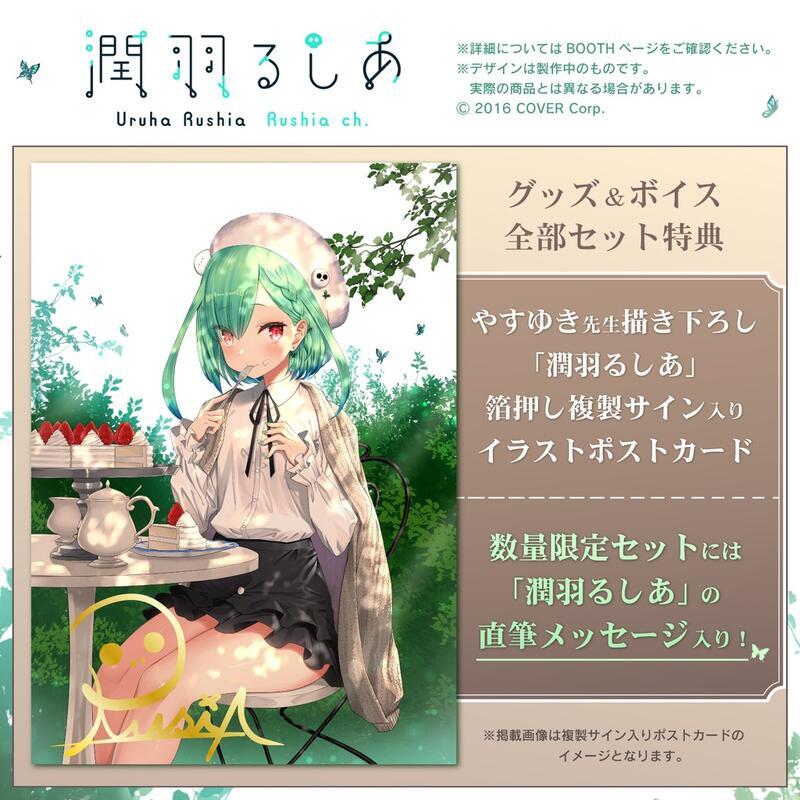 潤羽るしあ
Uruha Rushia Rushia ch.
※詳細については BOOTH ページをご確認ください。
※デザインは製作中のものです。
実際の商品とは異なる場合があります。
© 2016 COVER Corp.
グッズ＆ボイス
全部セット特典
やすゆき先生描き下ろし
「潤羽るしあ」
箔押し複製サイン入り
イラストポストカード
数量限定セットには
「潤羽るしあ」の
直筆メッセージ入り！
Rusia
※掲載画像は複製サイン入りポストカードの
イメージとなります。